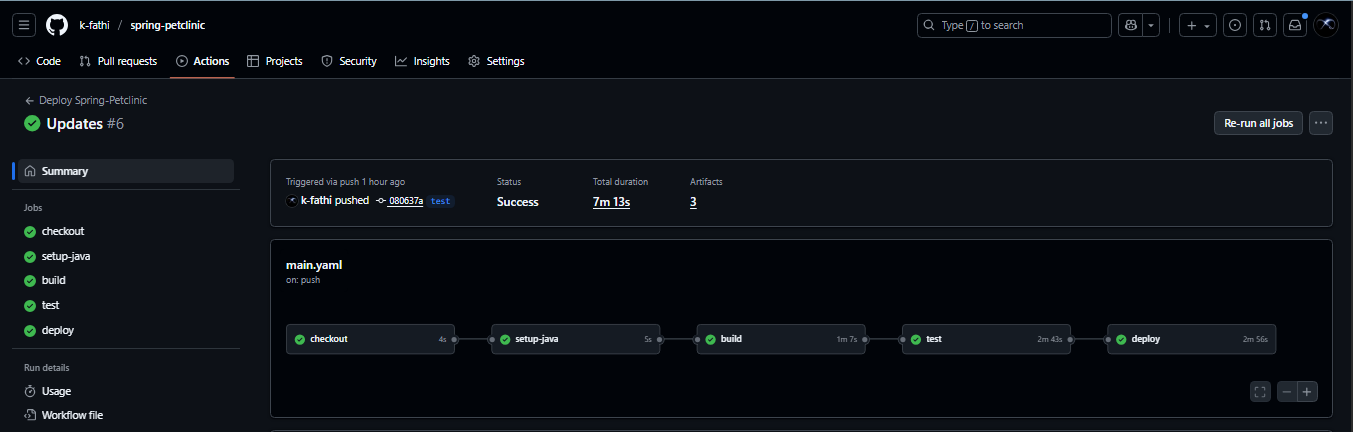 k-fathi / spring-petclinic
Type / to search
Code Pull requests Actions Projects Security Insights Settings
← Deploy Spring-Petclinic
Updates #6
Re-run all jobs
Summary
Jobs
checkout
setup-java
build
test
deploy
Run details
Usage
Workflow file
Triggered via push 1 hour ago
k-fathi pushed 080637a test
Status
Success
Total duration
7m 13s
Artifacts
3
main.yaml
on: push
checkout 4s
setup-java 5s
build 1m 7s
test 2m 43s
deploy 2m 56s